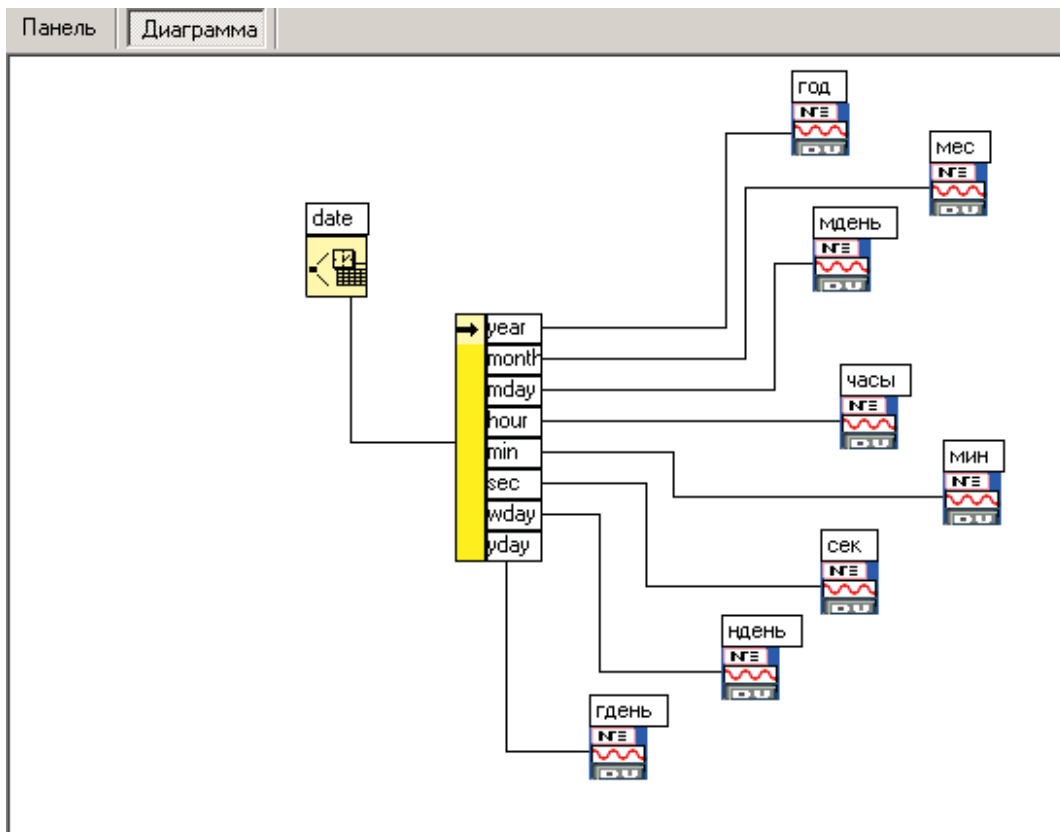 Панель Диаграмма
год
мес
мдень
date
year
month
mday
hour
min
sec
wday
yday
часы
мин
сек
ндень
гдень